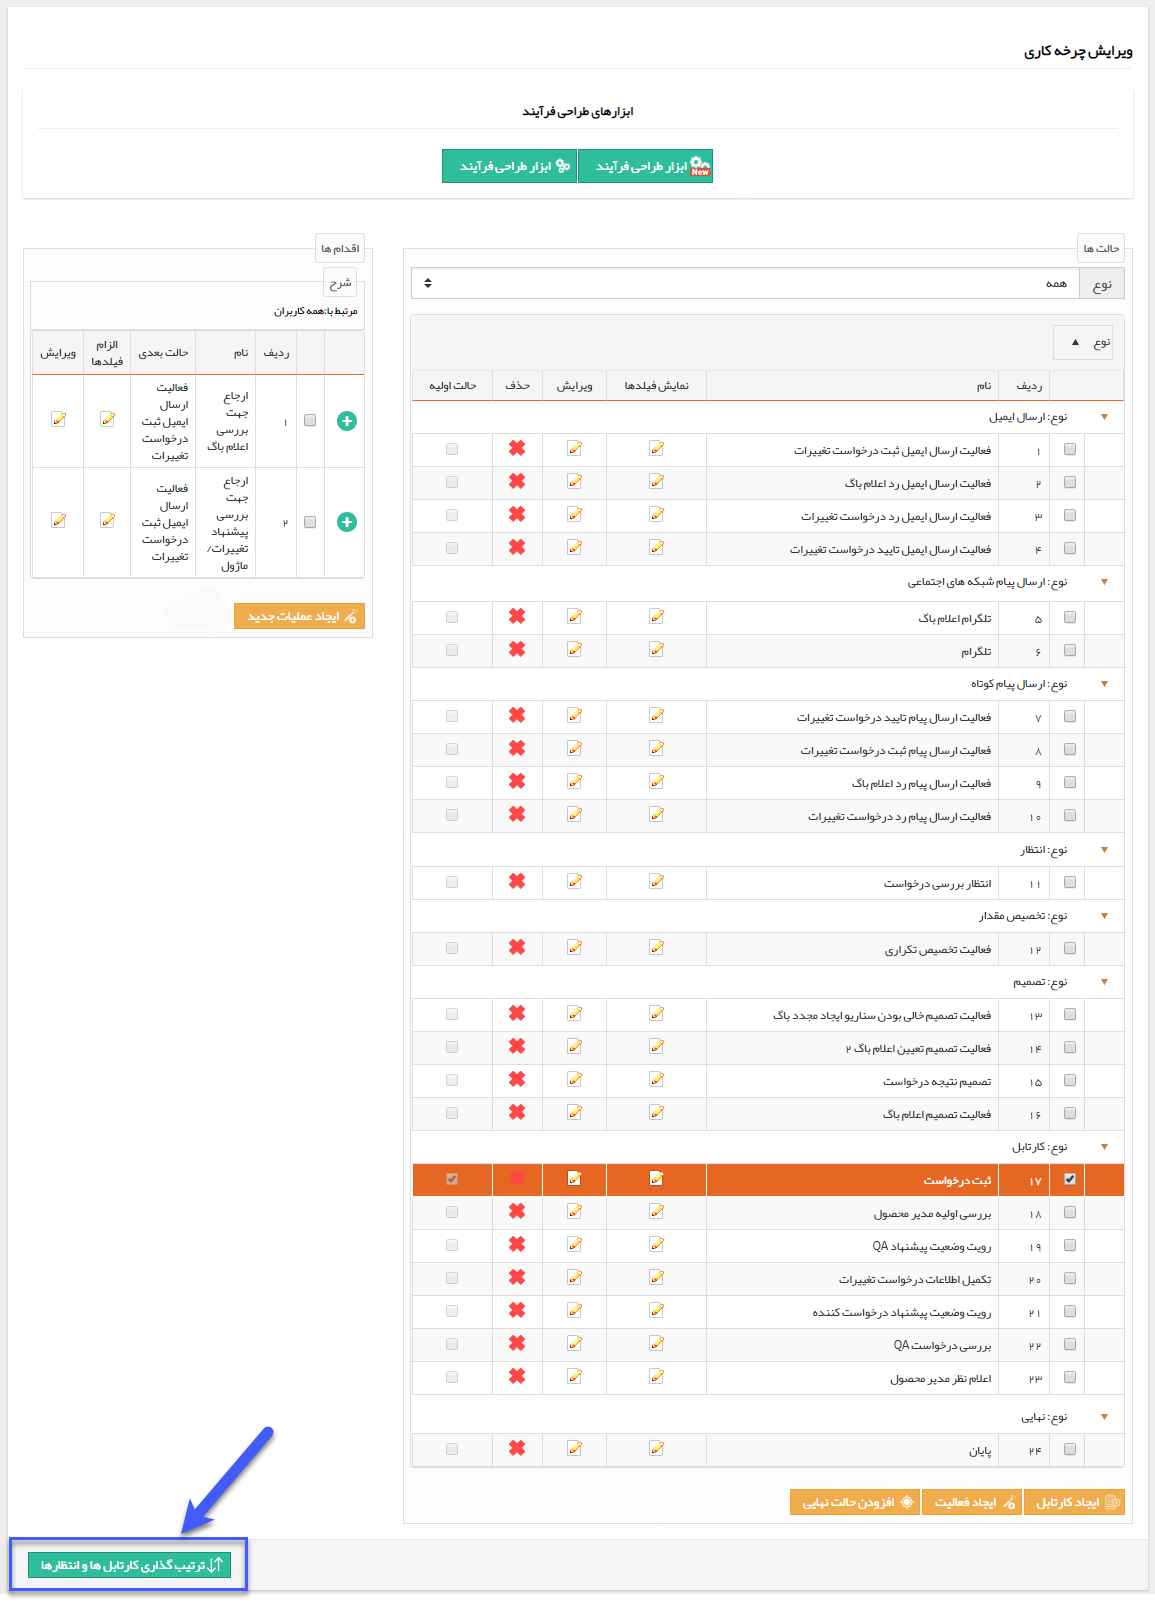 ویرایش چرخه کاری
ابزارهای طراحی فرآیند
ابزار طراحی فرآیند New
ابزار طراحی فرآیند
حالت ها
نوع همه
نوع
ردیف نام نمایش فیلدها ویرایش حذف حالت اولیه
نوع: ارسال ایمیل
۱ فعالیت ارسال ایمیل ثبت درخواست تغییرات
۲ فعالیت ارسال ایمیل رد اعلام باگ
۳ فعالیت ارسال ایمیل رد درخواست تغییرات
۴ فعالیت ارسال ایمیل تایید درخواست تغییرات
نوع: ارسال پیام شبکه های اجتماعی
۵ تلگرام اعلام باگ
۶ تلگرام
نوع: ارسال پیام کوتاه
۷ فعالیت ارسال پیام تایید درخواست تغییرات
۸ فعالیت ارسال پیام ثبت درخواست تغییرات
۹ فعالیت ارسال پیام رد اعلام باگ
۱۰ فعالیت ارسال پیام رد درخواست تغییرات
نوع: انتظار
۱۱ انتظار بررسی درخواست
نوع: تخصیص مقدار
۱۲ فعالیت تخصیص تکراری
نوع: تصمیم
۱۳ فعالیت تصمیم خالی بودن سناریو ایجاد مجدد باگ
۱۴ فعالیت تصمیم تعیین اعلام باگ ۲
۱۵ تصمیم نتیجه درخواست
۱۶ فعالیت تصمیم اعلام باگ
نوع: کارتابل
۱۷ ثبت درخواست
۱۸ بررسی اولیه مدیر محصول
۱۹ رویت وضعیت پیشنهاد QA
۲۰ تکمیل اطلاعات درخواست تغییرات
۲۱ رویت وضعیت پیشنهاد درخواست کننده
۲۲ بررسی درخواست QA
۲۳ اعلام نظر مدیر محصول
نوع: نهایی
۲۴ پایان
ایجاد کارتابل
ایجاد فعالیت
افزودن حالت نهایی
اقدام ها
شرح
مرتبط با:همه کاربران
ردیف نام حالت بعدی الزام فیلدها ویرایش
۱
ارجاع
جهت
بررسی
اعلام باگ
فعالیت
ارسال
ایمیل ثبت
درخواست
تغییرات
۲
ارجاع
جهت
بررسی
پیشنهاد
تغییرات/
ماژول
فعالیت
ارسال
ایمیل ثبت
درخواست
تغییرات
ایجاد عملیات جدید
ترتیب گذاری کارتابل ها و انتظارها